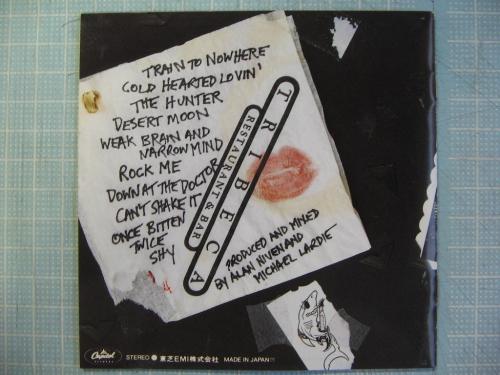 TRAIN TO NOWHERE
COLD HEARTED LOVIN'
THE HUNTER
DESERT MOON
WEAK BRAIN AND
NARROW MIND
ROCK ME
DOWN AT THE DOCTOR
CAN'T SHAKE IT
ONCE BITTEN
TWICE
SHY
TRIBECA
RESTAURANT & BAR
PRODUCED AND MIXED
BY ALAN NIVEN AND
MICHAEL LARDIE
4
Capitol
STEREO ● 東芝EMI株式会社 MADE IN JAPAN